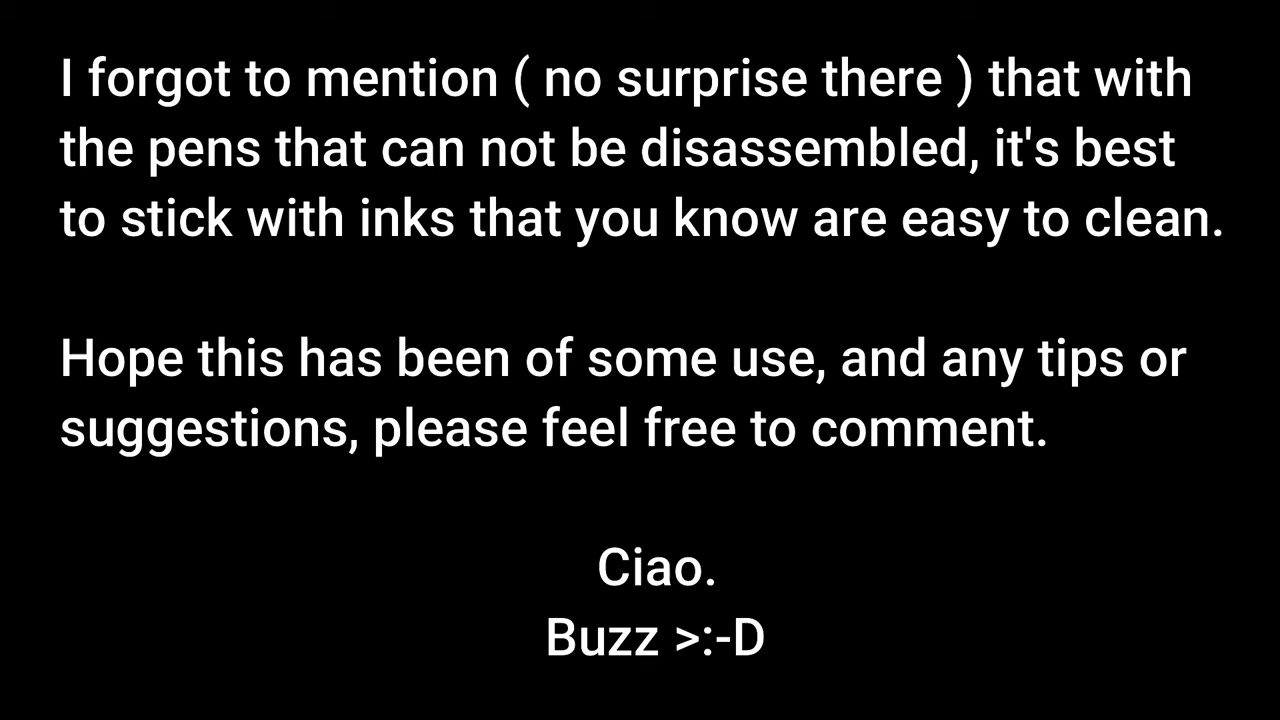 I forgot to mention ( no surprise there ) that with
the pens that can not be disassembled, it's best
to stick with inks that you know are easy to clean.
Hope this has been of some use, and any tips or
suggestions, please feel free to comment.
Ciao.
Buzz >:-D